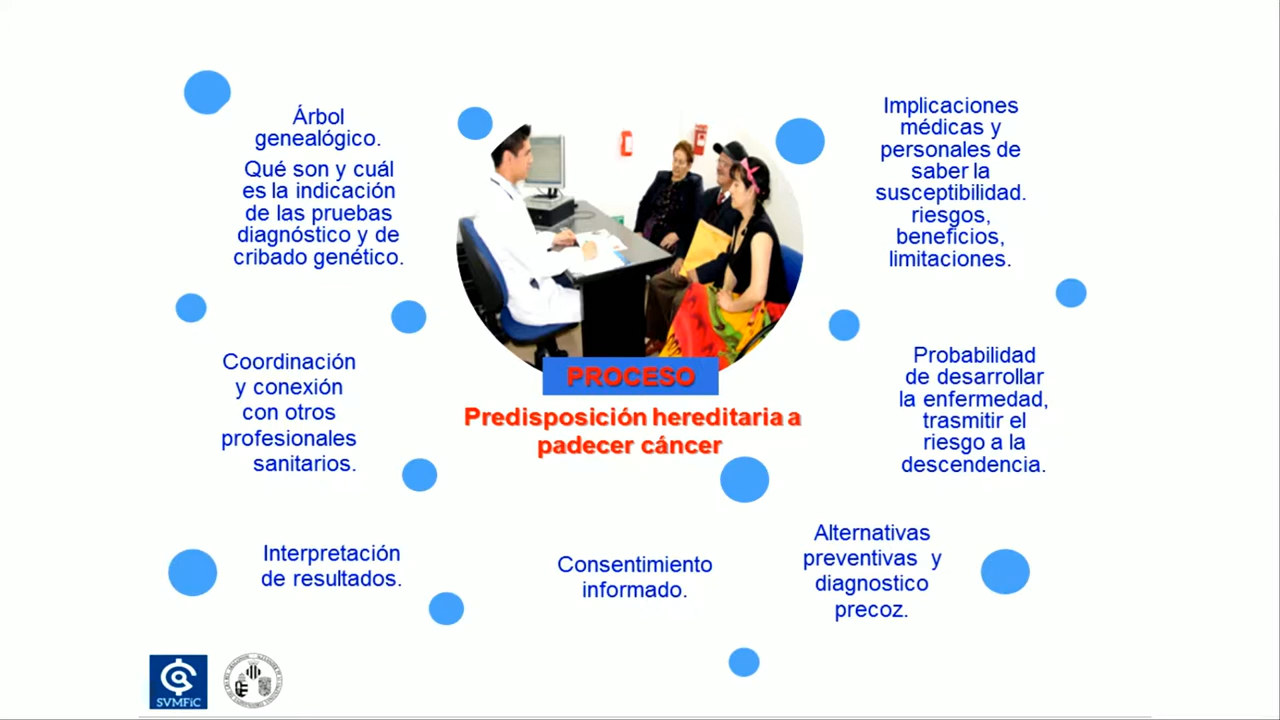 Árbol
genealógico.
Qué son y cuál
es la indicación
de las pruebas
diagnóstico y de
cribado genético.
Implicaciones
médicas y
personales de
saber la
susceptibilidad.
riesgos,
beneficios,
limitaciones.
Coordinación
y conexión
con otros
profesionales
sanitarios.
PROCESO
Predisposición hereditaria a
padecer cáncer
Probabilidad
de desarrollar
la enfermedad,
trasmitir el
riesgo a la
descendencia.
Interpretación
de resultados.
Consentimiento
informado.
Alternativas
preventivas y
diagnostico
precoz.
SVMFiC